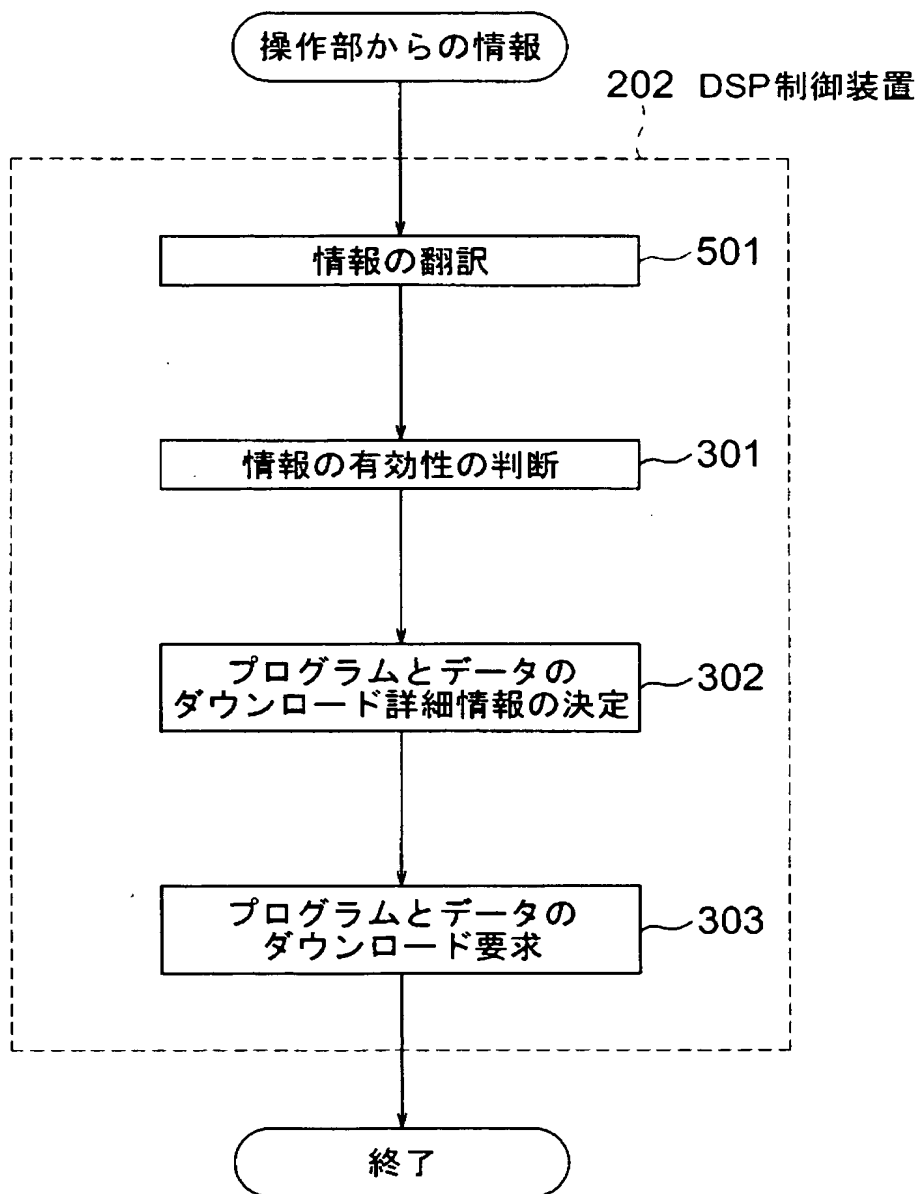 操作部からの情報
202 DSP制御装置
情報の翻訳
501
情報の有効性の判断
301
プログラムとデータの
ダウンロード詳細情報の決定
302
プログラムとデータの
ダウンロード要求
303
終了